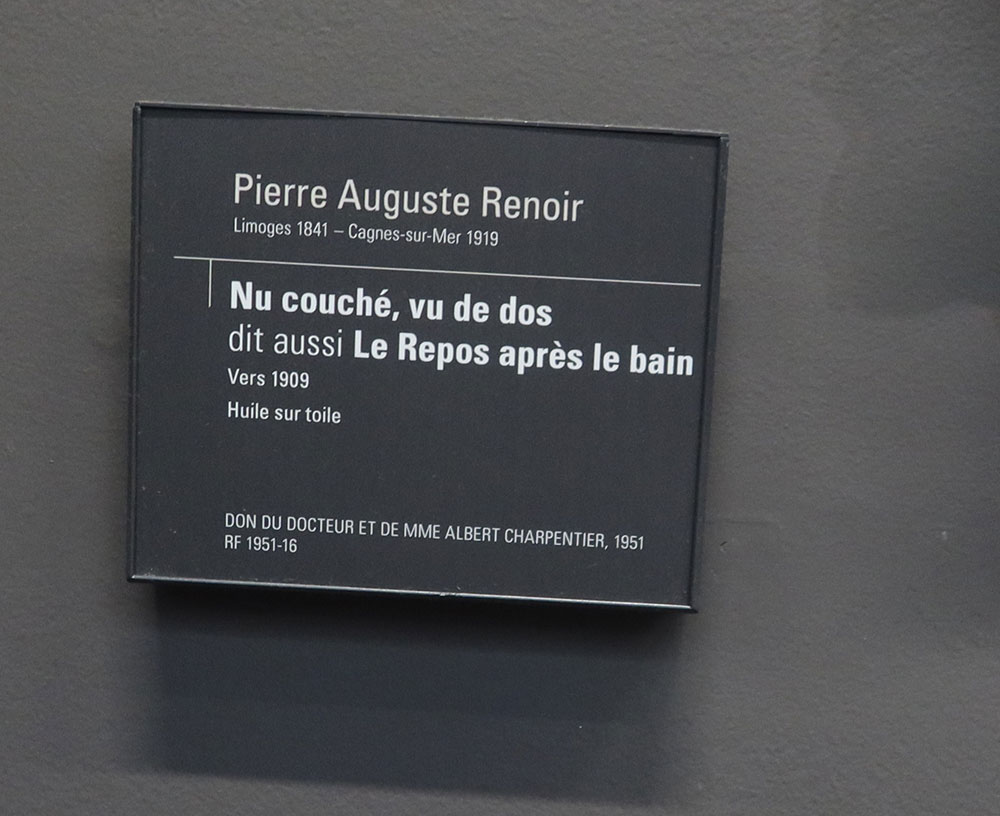 Pierre Auguste Renoir
Limoges 1841 – Cagnes-sur-Mer 1919
Nu couché, vu de dos
dit aussi Le Repos après le bain
Vers 1909
Huile sur toile
DON DU DOCTEUR ET DE MME ALBERT CHARPENTIER, 1951
RF 1951-16